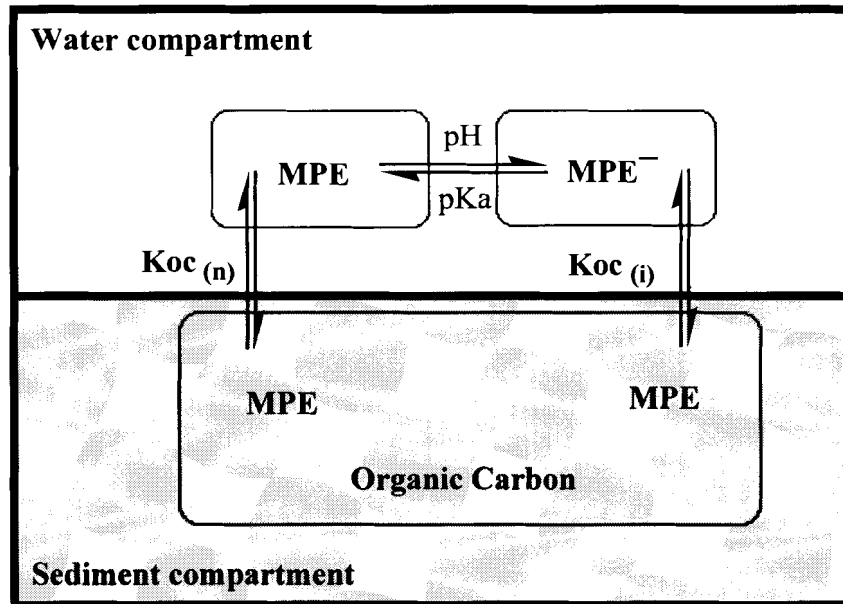 Water compartment
pH
MPE MPE⁻
pKa
Koc (n) Koc (i)
MPE MPE
Organic Carbon
Sediment compartment